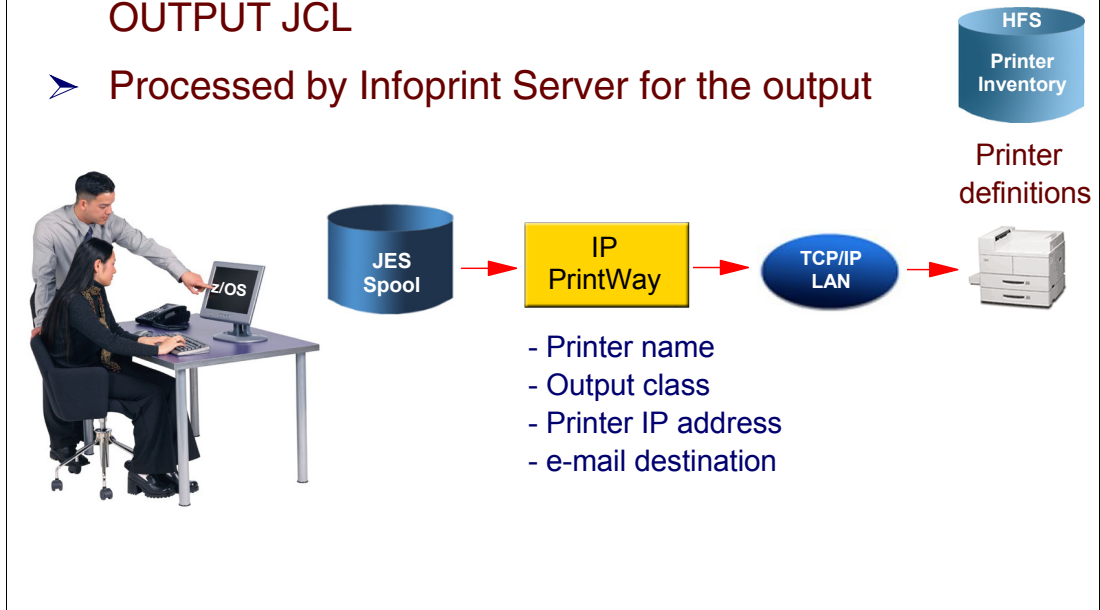 OUTPUT JCL
➢ Processed by Infoprint Server for the output
HFS
Printer
Inventory
Printer
definitions
z/OS
JES
Spool
IP
PrintWay
TCP/IP
LAN
- Printer name
- Output class
- Printer IP address
- e-mail destination